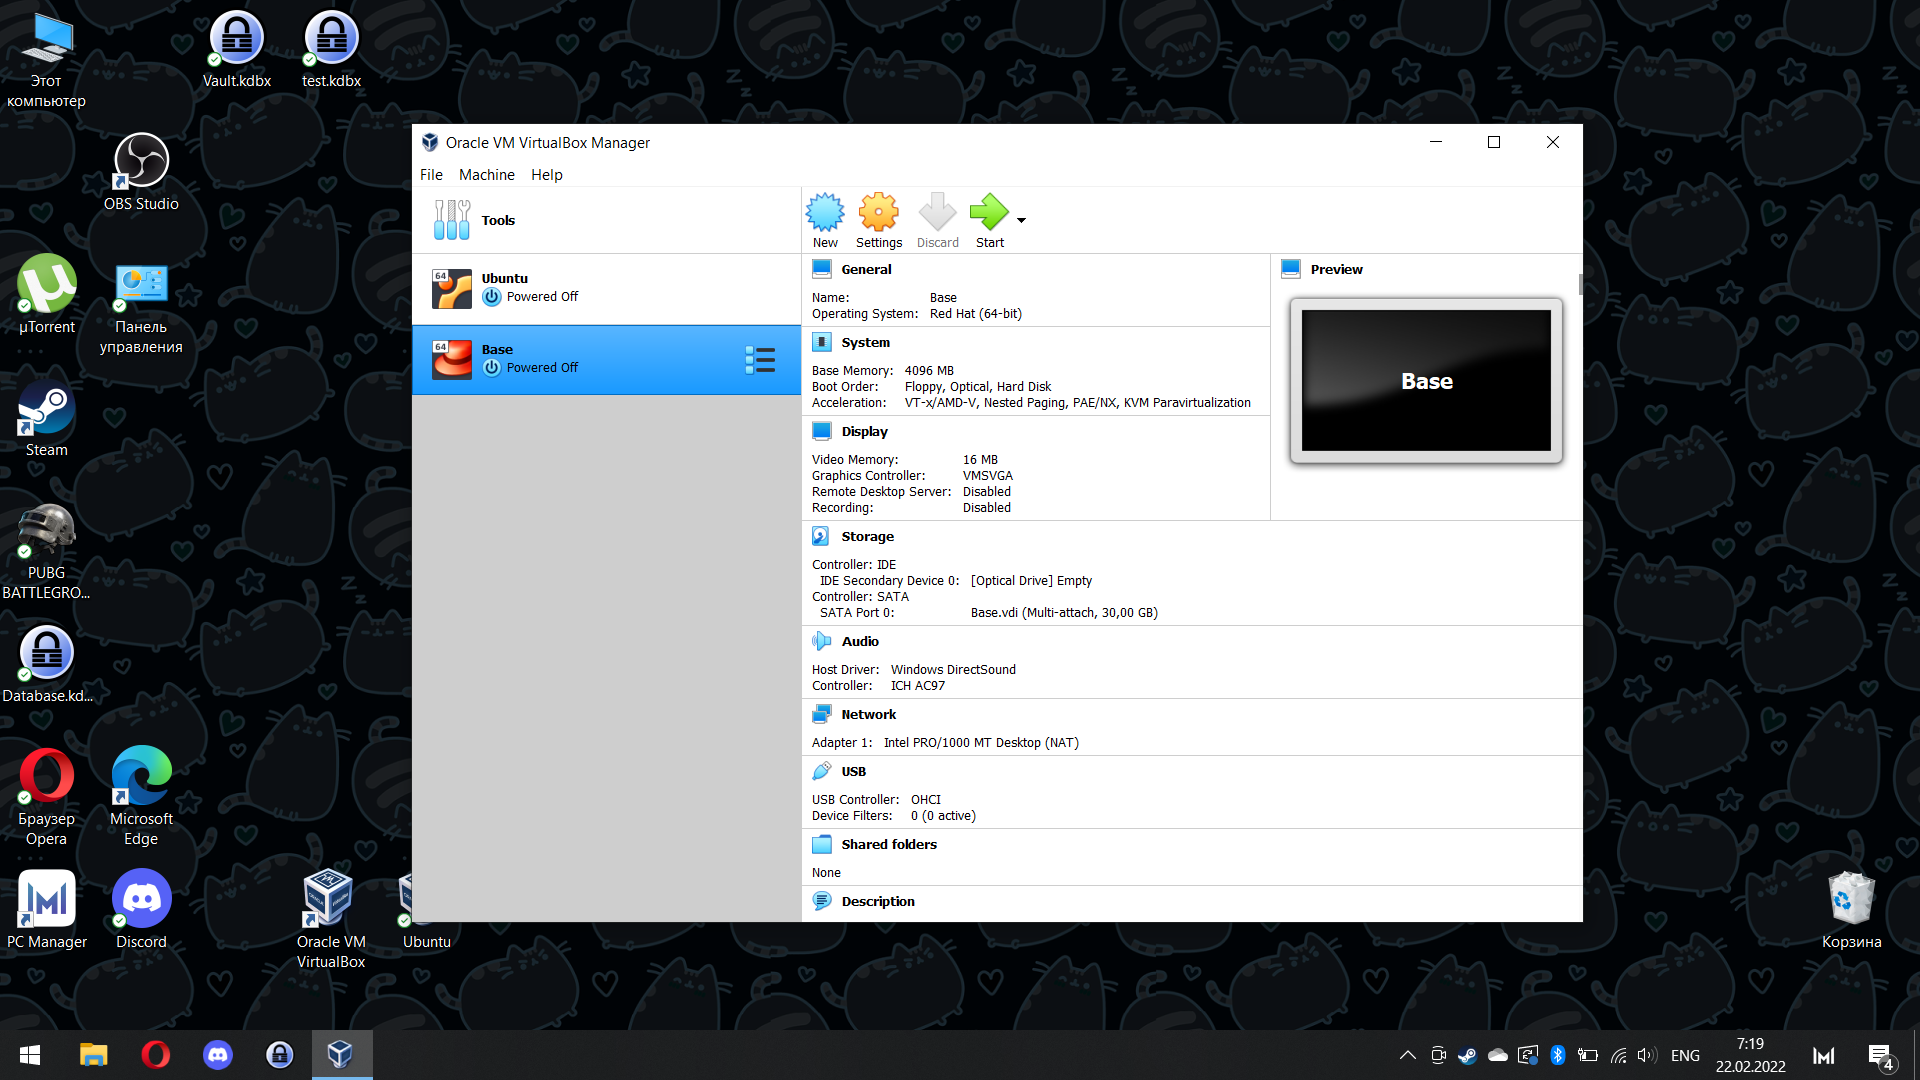 Этот
компьютер
Vault.kdbx
test.kdbx
OBS Studio
µTorrent
Панель
управления
Steam
PUBG
BATTLEGRO...
Database.kd...
Браузер
Opera
Microsoft
Edge
PC Manager
Discord
Oracle VM
VirtualBox
Ubuntu
Корзина
Oracle VM VirtualBox Manager
File Machine Help
Tools
New Settings Discard Start
64
Ubuntu
Powered Off
64
Base
Powered Off
General
Name: Base
Operating System: Red Hat (64-bit)
System
Base Memory: 4096 MB
Boot Order: Floppy, Optical, Hard Disk
Acceleration: VT-x/AMD-V, Nested Paging, PAE/NX, KVM Paravirtualization
Display
Video Memory: 16 MB
Graphics Controller: VMSVGA
Remote Desktop Server: Disabled
Recording: Disabled
Preview
Base
Storage
Controller: IDE
IDE Secondary Device 0: [Optical Drive] Empty
Controller: SATA
SATA Port 0: Base.vdi (Multi-attach, 30,00 GB)
Audio
Host Driver: Windows DirectSound
Controller: ICH AC97
Network
Adapter 1: Intel PRO/1000 MT Desktop (NAT)
USB
USB Controller: OHCI
Device Filters: 0 (0 active)
Shared folders
None
Description
ENG
7:19
22.02.2022
4